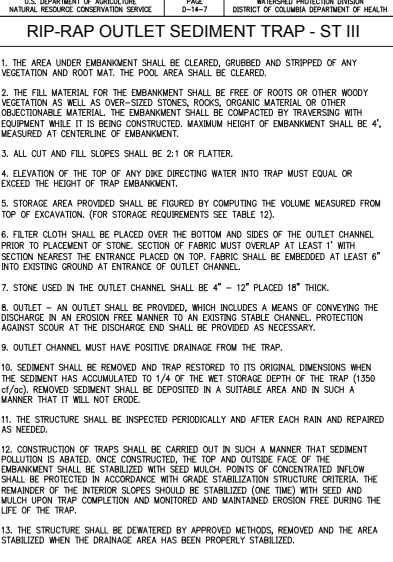 U.S. DEPARTMENT OF AGRICULTURE
NATURAL RESOURCE CONSERVATION SERVICE
PAGE
D-14-7
WATERSHED PROTECTION DIVISION
DISTRICT OF COLUMBIA DEPARTMENT OF HEALTH
RIP-RAP OUTLET SEDIMENT TRAP - ST III
1. THE AREA UNDER EMBANKMENT SHALL BE CLEARED, GRUBBED AND STRIPPED OF ANY
VEGETATION AND ROOT MAT. THE POOL AREA SHALL BE CLEARED.
2. THE FILL MATERIAL FOR THE EMBANKMENT SHALL BE FREE OF ROOTS OR OTHER WOODY
VEGETATION AS WELL AS OVER-SIZED STONES, ROCKS, ORGANIC MATERIAL OR OTHER
OBJECTIONABLE MATERIAL. THE EMBANKMENT SHALL BE COMPACTED BY TRAVERSING WITH
EQUIPMENT WHILE IT IS BEING CONSTRUCTED. MAXIMUM HEIGHT OF EMBANKMENT SHALL BE 4',
MEASURED AT CENTERLINE OF EMBANKMENT.
3. ALL CUT AND FILL SLOPES SHALL BE 2:1 OR FLATTER.
4. ELEVATION OF THE TOP OF ANY DIKE DIRECTING WATER INTO TRAP MUST EQUAL OR
EXCEED THE HEIGHT OF TRAP EMBANKMENT.
5. STORAGE AREA PROVIDED SHALL BE FIGURED BY COMPUTING THE VOLUME MEASURED FROM
TOP OF EXCAVATION. (FOR STORAGE REQUIREMENTS SEE TABLE 12).
6. FILTER CLOTH SHALL BE PLACED OVER THE BOTTOM AND SIDES OF THE OUTLET CHANNEL
PRIOR TO PLACEMENT OF STONE. SECTION OF FABRIC MUST OVERLAP AT LEAST 1' WITH
SECTION NEAREST THE ENTRANCE PLACED ON TOP. FABRIC SHALL BE EMBEDDED AT LEAST 6"
INTO EXISTING GROUND AT ENTRANCE OF OUTLET CHANNEL.
7. STONE USED IN THE OUTLET CHANNEL SHALL BE 4" – 12" PLACED 18" THICK.
8. OUTLET – AN OUTLET SHALL BE PROVIDED, WHICH INCLUDES A MEANS OF CONVEYING THE
DISCHARGE IN AN EROSION FREE MANNER TO AN EXISTING STABLE CHANNEL. PROTECTION
AGAINST SCOUR AT THE DISCHARGE END SHALL BE PROVIDED AS NECESSARY.
9. OUTLET CHANNEL MUST HAVE POSITIVE DRAINAGE FROM THE TRAP.
10. SEDIMENT SHALL BE REMOVED AND TRAP RESTORED TO ITS ORIGINAL DIMENSIONS WHEN
THE SEDIMENT HAS ACCUMULATED TO 1/4 OF THE WET STORAGE DEPTH OF THE TRAP (1350
cf/ac). REMOVED SEDIMENT SHALL BE DEPOSITED IN A SUITABLE AREA AND IN SUCH A
MANNER THAT IT WILL NOT ERODE.
11. THE STRUCTURE SHALL BE INSPECTED PERIODICALLY AND AFTER EACH RAIN AND REPAIRED
AS NEEDED.
12. CONSTRUCTION OF TRAPS SHALL BE CARRIED OUT IN SUCH A MANNER THAT SEDIMENT
POLLUTION IS ABATED. ONCE CONSTRUCTED, THE TOP AND OUTSIDE FACE OF THE
EMBANKMENT SHALL BE STABILIZED WITH SEED MULCH. POINTS OF CONCENTRATED INFLOW
SHALL BE PROTECTED IN ACCORDANCE WITH GRADE STABILIZATION STRUCTURE CRITERIA. THE
REMAINDER OF THE INTERIOR SLOPES SHOULD BE STABILIZED (ONE TIME) WITH SEED AND
MULCH UPON TRAP COMPLETION AND MONITORED AND MAINTAINED EROSION FREE DURING THE
LIFE OF THE TRAP.
13. THE STRUCTURE SHALL BE DEWATERED BY APPROVED METHODS, REMOVED AND THE AREA
STABILIZED WHEN THE DRAINAGE AREA HAS BEEN PROPERLY STABILIZED.